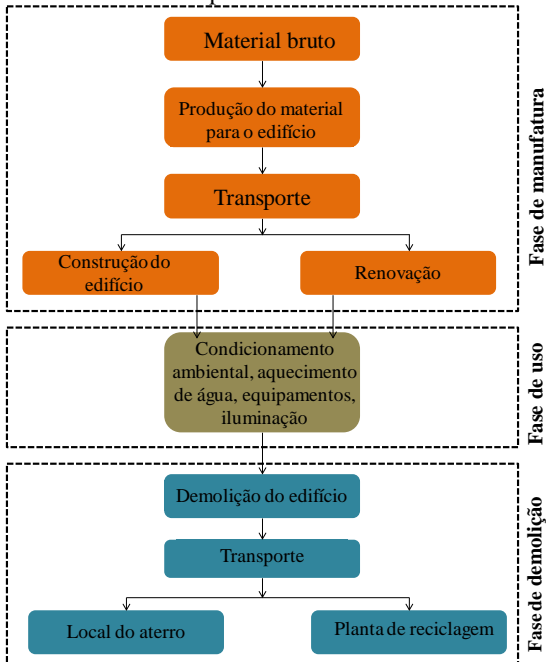 Material bruto
Produção do material
para o edifício
Transporte
Construção do
edifício
Renovação
Fase de manufatura
Condicionamento
ambiental, aquecimento
de água, equipamentos,
iluminação
Fase de uso
Demolição do edifício
Transporte
Local do aterro
Planta de reciclagem
Fase de demolição